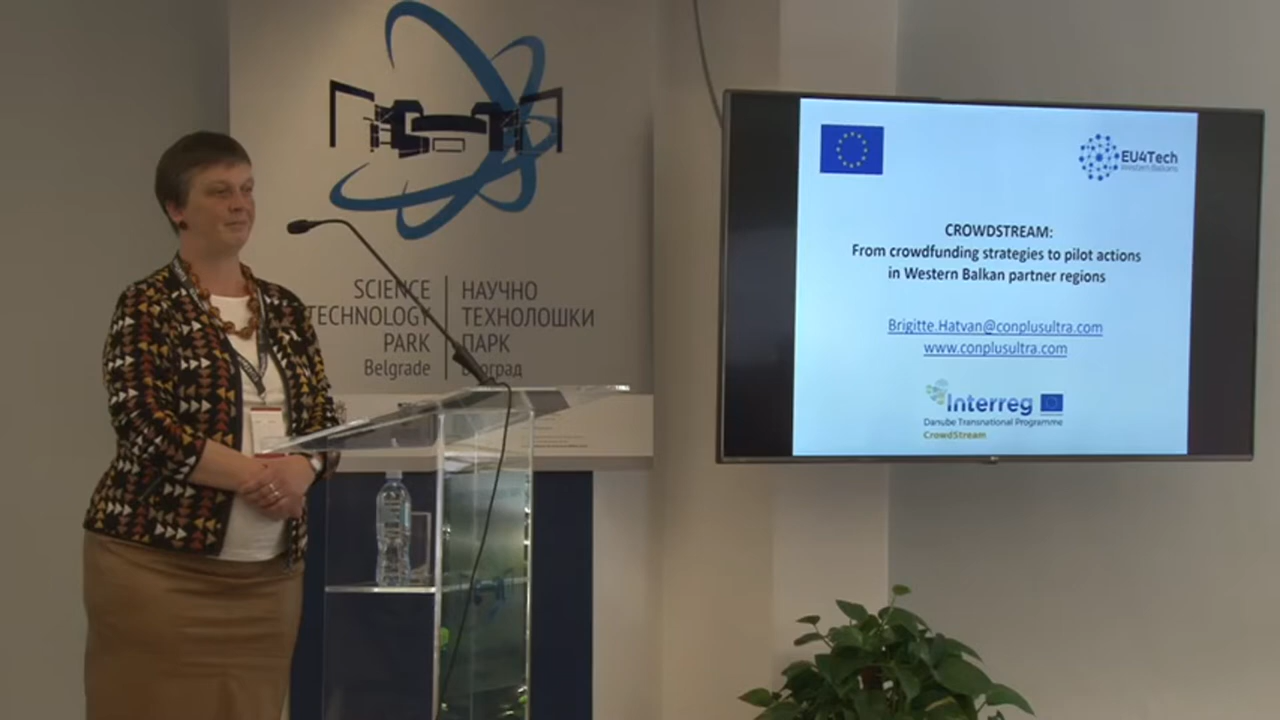 SCIENCE
TECHNOLOGY
PARK
Belgrade
НАУЧНО
ТЕХНОЛОШКИ
ПАРК
Београд
EU4Tech
Western Balkans
CROWDSTREAM:
From crowdfunding strategies to pilot actions
in Western Balkan partner regions
Brigitte.Hatvan@conplusultra.com
www.conplusultra.com
Interreg
Danube Transnational Programme
CrowdStream